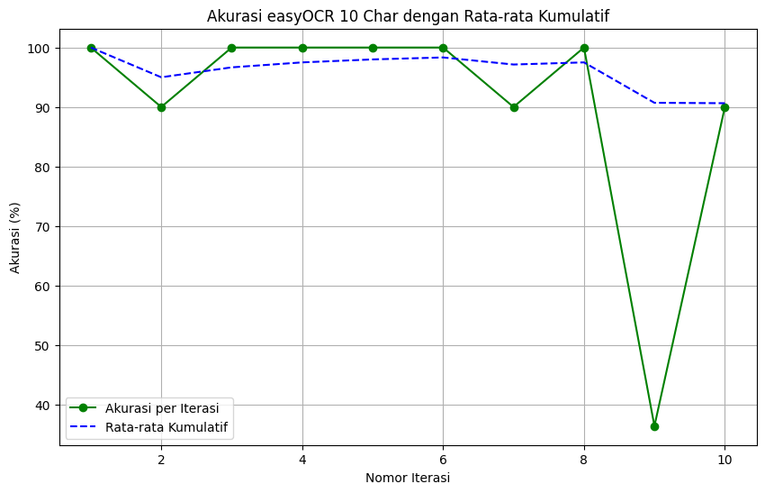 Akurasi easyOCR 10 Char dengan Rata-rata Kumulatif
100
90
80
70
60
50
40
Akurasi (%)
Akurasi per Iterasi
Rata-rata Kumulatif
2
4
6
8
10
Nomor Iterasi